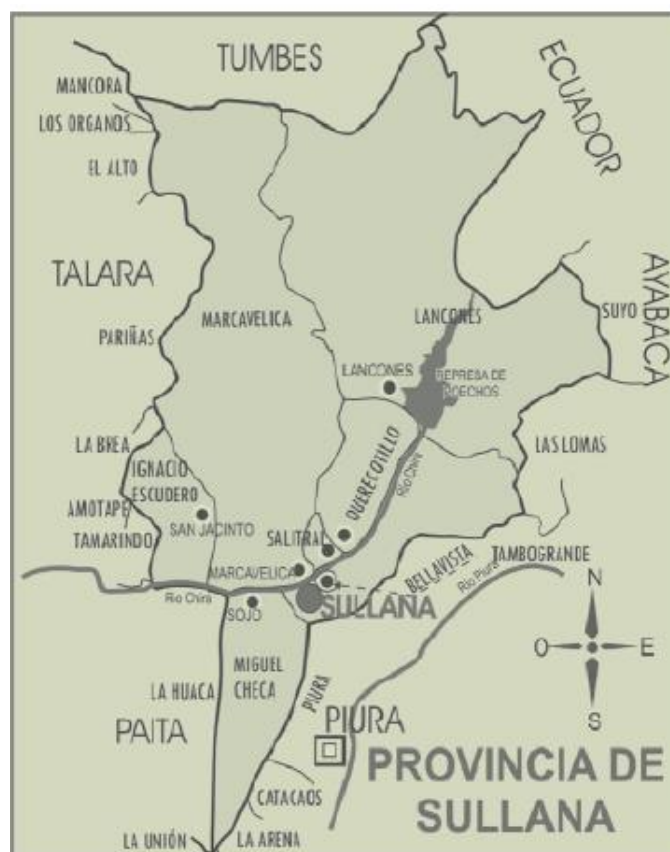 TUMBES
MANCORA
LOS ORGANOS
EL ALTO
ECUADOR
TALARA
AYABACA
PARIÑAS
MARCAVELICA
LANCONES
SUYO
LANCONES
REPRESA DE
POECHOS
LA BREA
IGNACIO
ESCUDERO
QUERECOTILLO
LAS LOMAS
Río Chira
AMOTAPE
SAN JACINTO
TAMARINDO
SALITRAL
MARCAVELICA
BELLAVISTA
TAMBOGRANDE
Río Piura
Río Chira
SOJO
SULLANA
N
O
E
S
MIGUEL
CHECA
LA HUACA
PIURA
PAITA
PIURA
CATACAOS
LA UNIÓN
LA ARENA
PROVINCIA DE
SULLANA